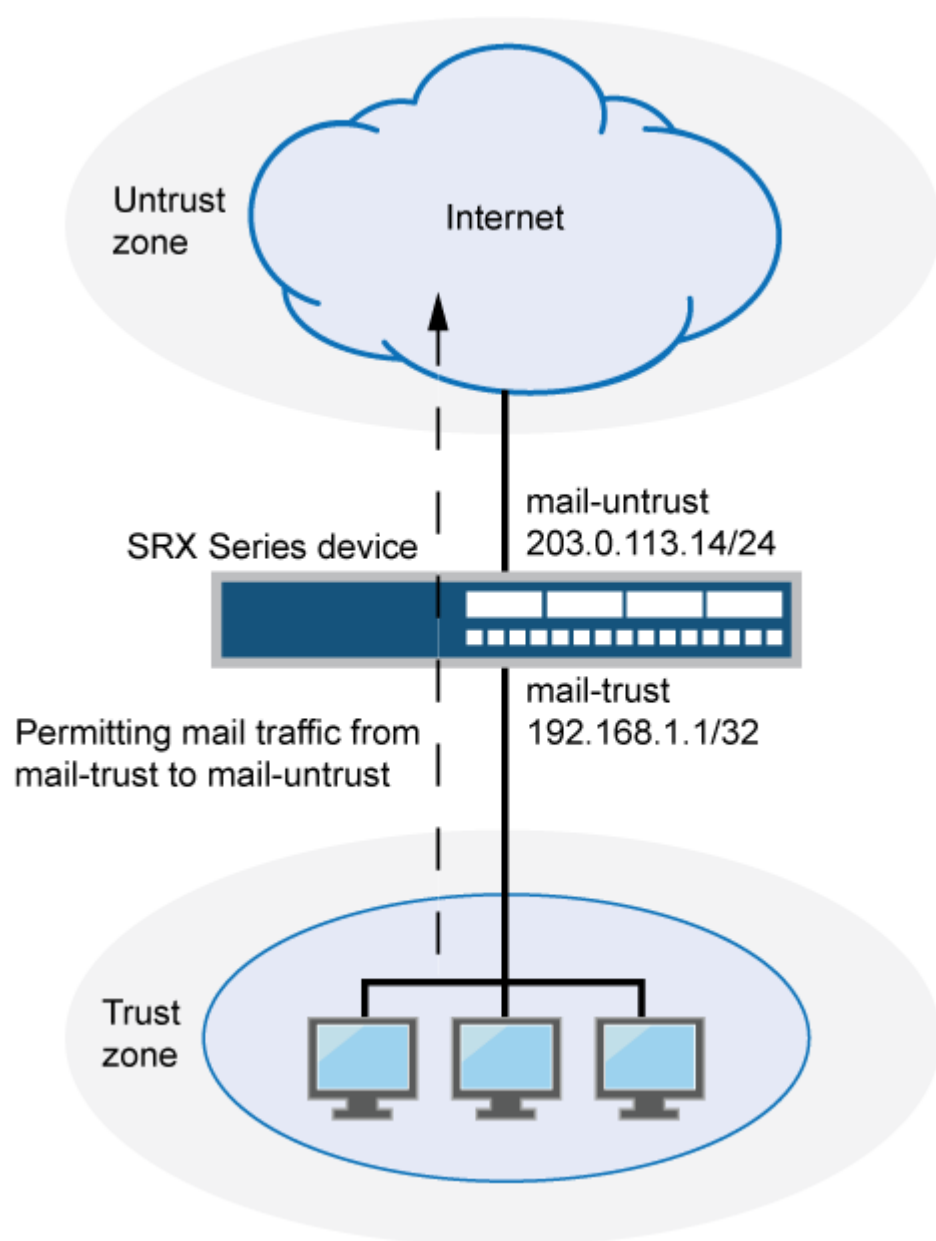 Untrust
zone
Internet
mail-untrust
203.0.113.14/24
SRX Series device
mail-trust
192.168.1.1/32
Permitting mail traffic from
mail-trust to mail-untrust
Trust
zone